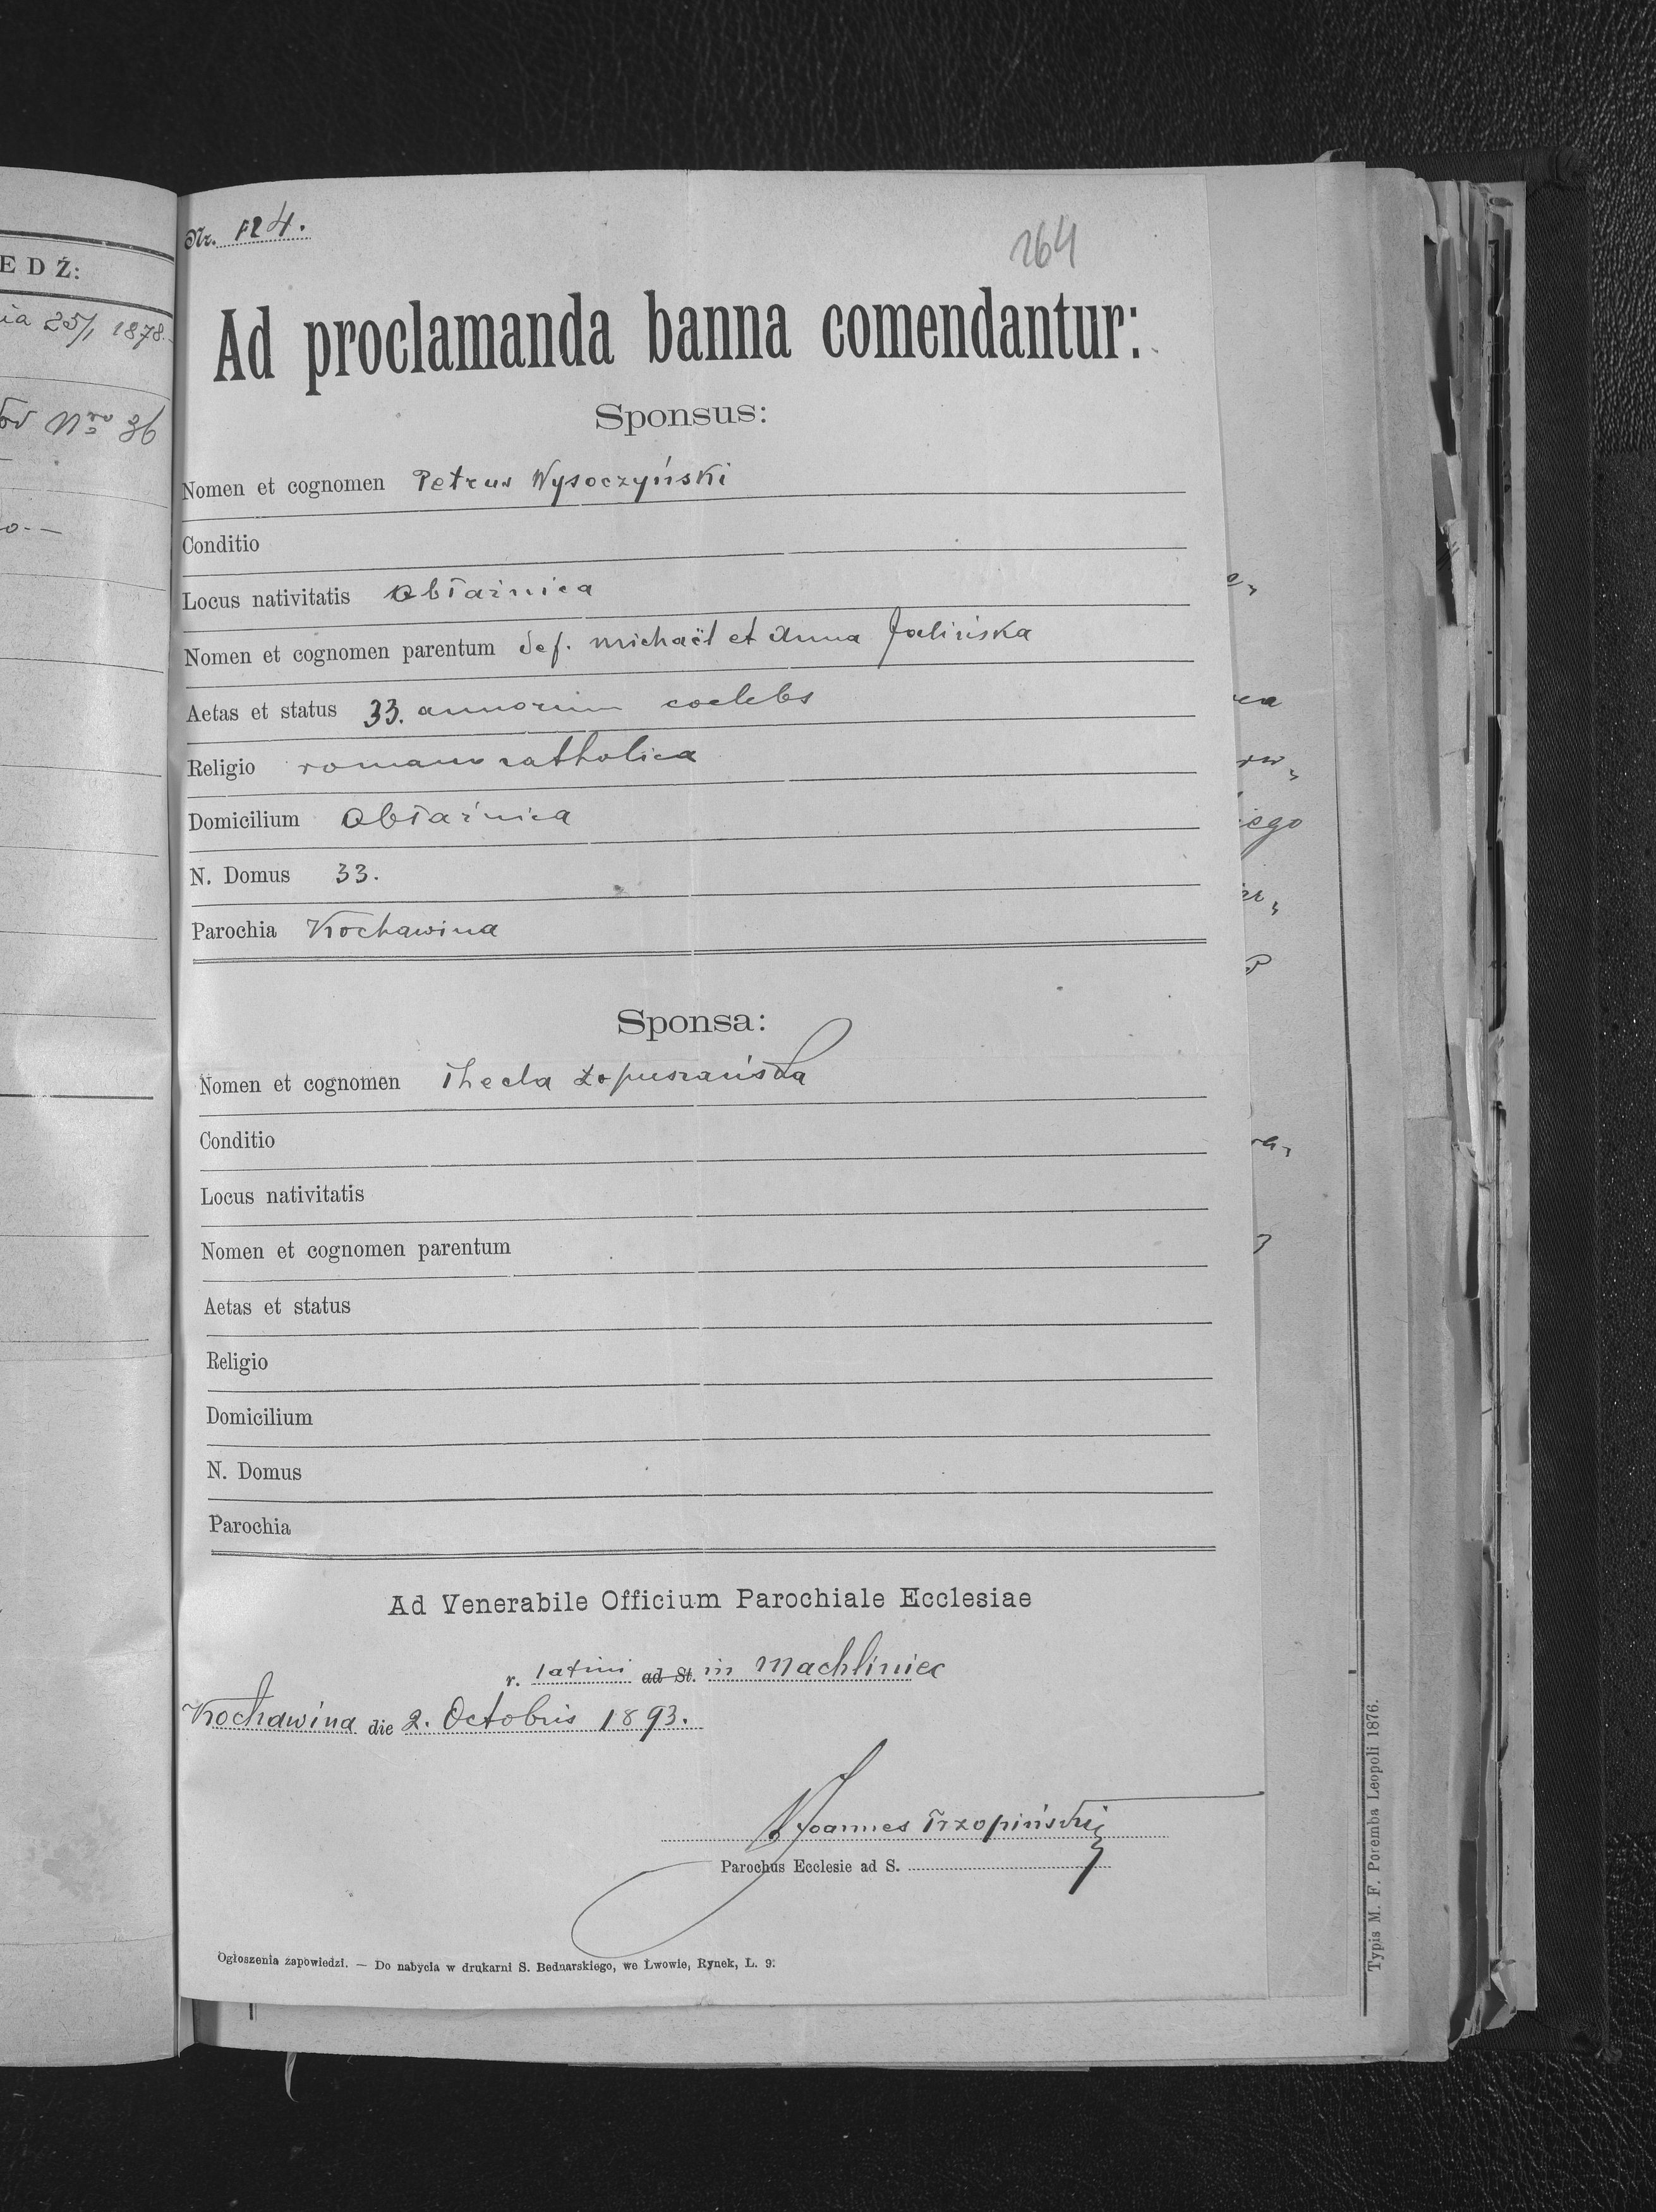 EDŹ:
ia 25/1 1878.
Nro 36
Nr. 124.
264
Ad proclamanda banna comendantur:
Sponsus:
Nomen et cognomen Petrus Wysoczyński
Conditio
Locus nativitatis Obłaźnica
Nomen et cognomen parentum def. Michaël et Anna Jalińska
Aetas et status 33. annorum coelebs
Religio romano catholica
Domicilium Obłaźnica
N. Domus 33.
Parochia Kochawina
Sponsa:
Nomen et cognomen Thecla Łopuszańska
Conditio
Locus nativitatis
Nomen et cognomen parentum
Aetas et status
Religio
Domicilium
N. Domus
Parochia
Ad Venerabile Officium Parochiale Ecclesiae
r. latini ad St. in Machliniec
Kochawina die 2. Octobris 1893.
Joannes Trzopiński
Parochus Ecclesie ad S.
Ogłoszenia zapowiedzi. — Do nabycia w drukarni S. Bednarskiego, we Lwowie, Rynek, L. 9.
iego
Typis M. F. Poremba Leopoli 1876.